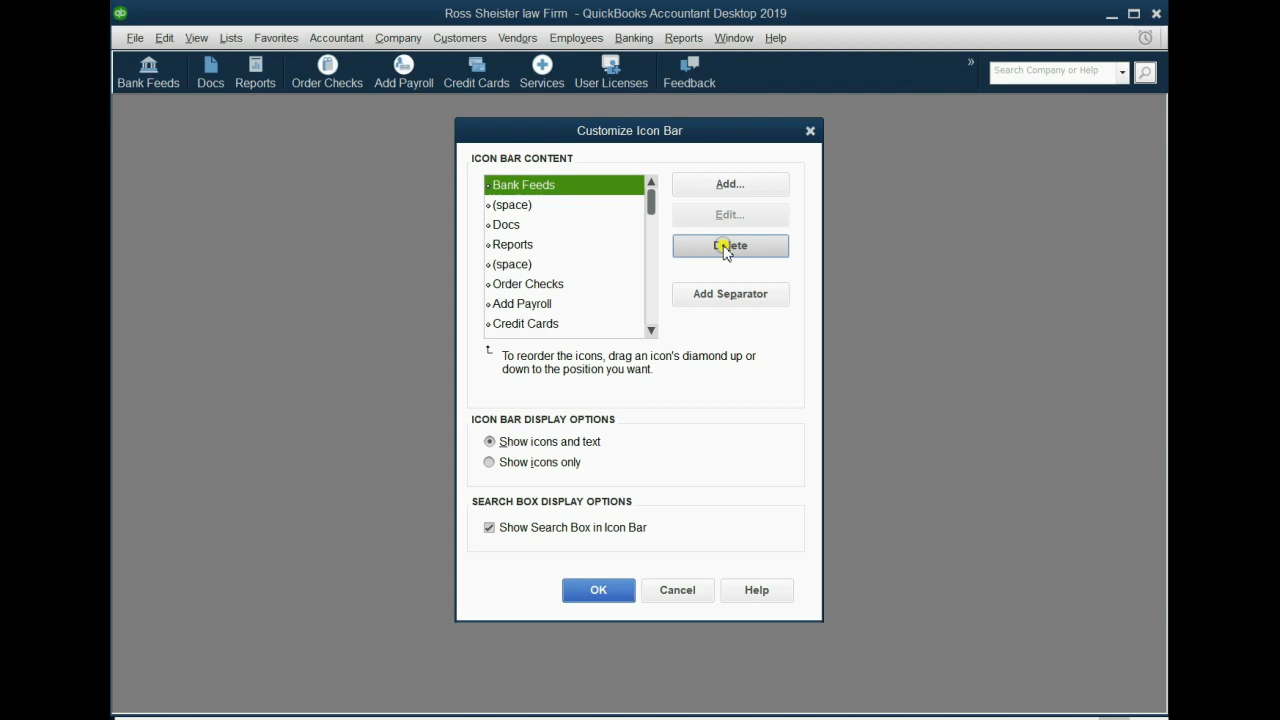 Ross Sheister law Firm - QuickBooks Accountant Desktop 2019
File Edit View Lists Favorites Accountant Company Customers Vendors Employees Banking Reports Window Help
Bank Feeds Docs Reports Order Checks Add Payroll Credit Cards Services User Licenses Feedback » Search Company or Help
Customize Icon Bar
ICON BAR CONTENT
Bank Feeds
(space)
Docs
Reports
(space)
Order Checks
Add Payroll
Credit Cards
Add...
Edit...
Delete
Add Separator
To reorder the icons, drag an icon's diamond up or
down to the position you want.
ICON BAR DISPLAY OPTIONS
Show icons and text
Show icons only
SEARCH BOX DISPLAY OPTIONS
Show Search Box in Icon Bar
OK Cancel Help